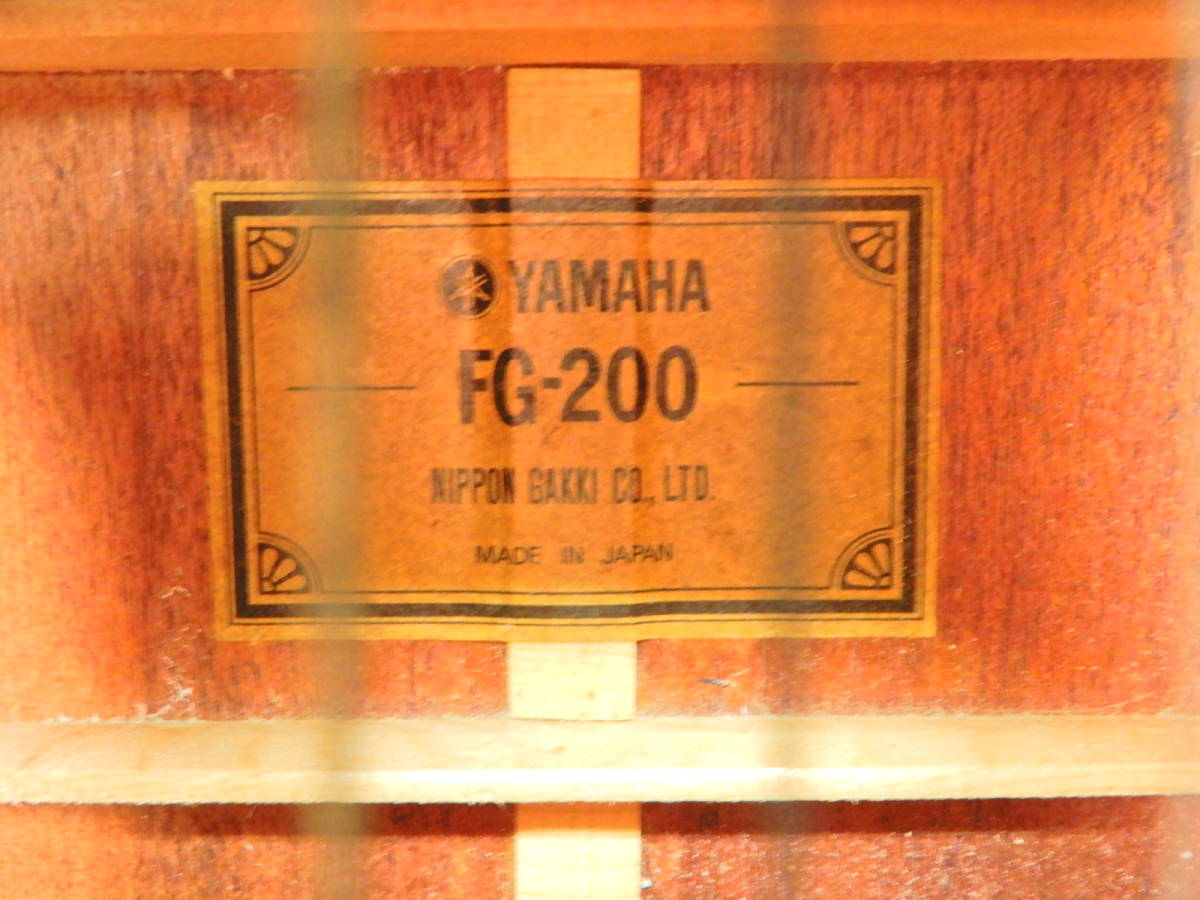 YAMAHA
FG-200
NIPPON GAKKI CO., LTD.
MADE IN JAPAN